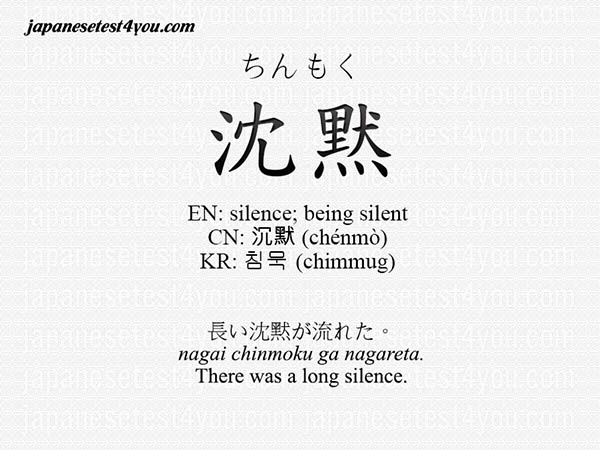 japanesetest4you.com
ちんもく
沈黙
EN: silence; being silent
CN: 沉默 (chénmò)
KR: 침묵 (chimmug)
長い沈黙が流れた。
nagai chinmoku ga nagareta.
There was a long silence.